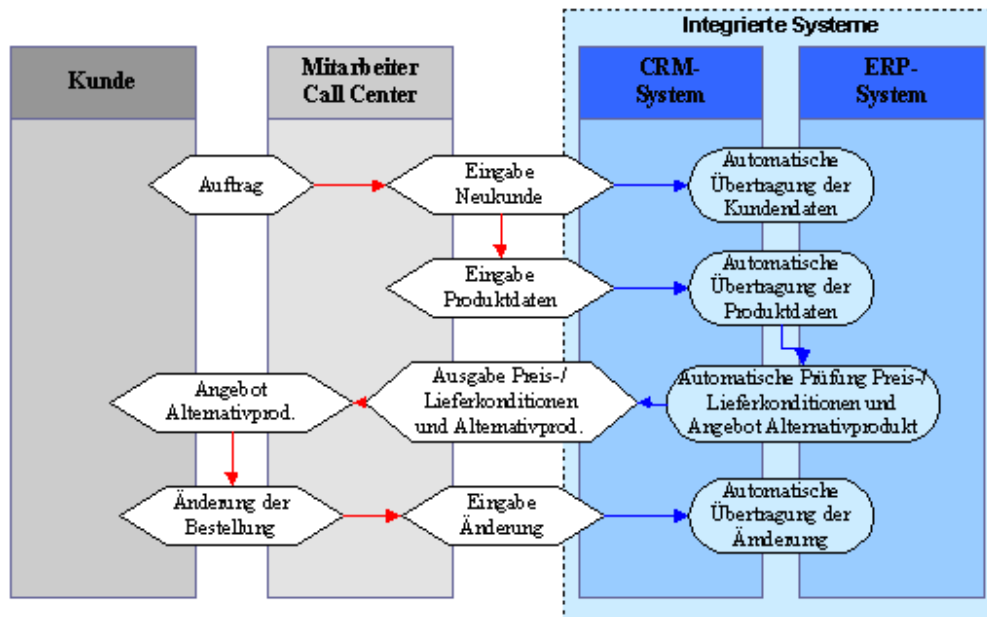 Integrierte Systeme
Kunde
Mitarbeiter
Call Center
CRM-
System
ERP-
System
Auftrag
Eingabe
Neukunde
Automatische
Übertragung der
Kundendaten
Eingabe
Produktdaten
Automatische
Übertragung der
Produktdaten
Angebot
Alternativprod.
Ausgabe Preis-/
Lieferkonditionen
und Alternativprod.
Automatische Prüfung Preis-/
Lieferkonditionen und
Angebot Alternativprodukt
Änderung der
Bestellung
Eingabe
Änderung
Automatische
Übertragung der
Ämderung